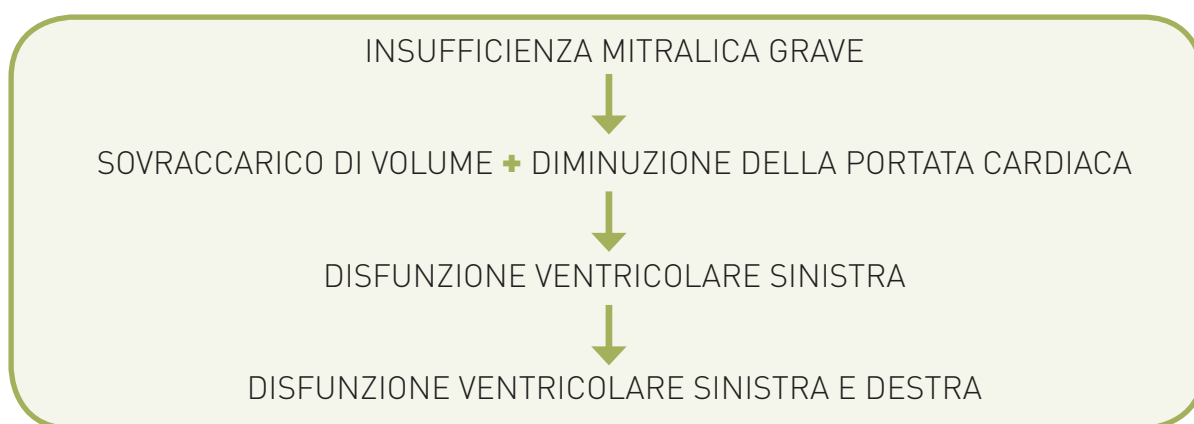 INSUFFICIENZA MITRALICA GRAVE
SOVRACCARICO DI VOLUME + DIMINUZIONE DELLA PORTATA CARDIACA
DISFUNZIONE VENTRICOLARE SINISTRA
DISFUNZIONE VENTRICOLARE SINISTRA E DESTRA